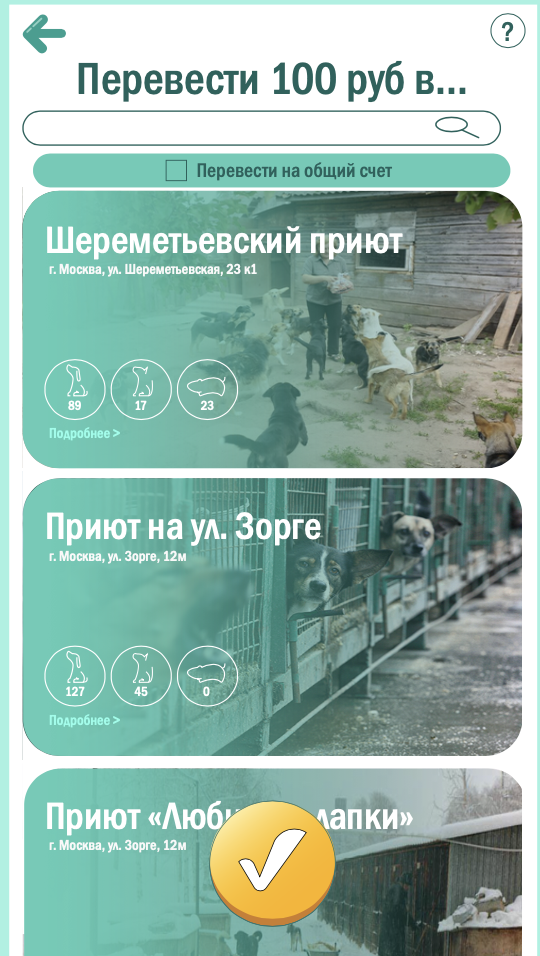 ?
Перевести 100 руб в...
Перевести на общий счет
Шереметьевский приют
г. Москва, ул. Шереметьевская, 23 к1
89 17 23
Подробнее >
Приют на ул. Зорге
г. Москва, ул. Зорге, 12м
127 45 0
Подробнее >
Приют «Люби лапки»
г. Москва, ул. Зорге, 12м